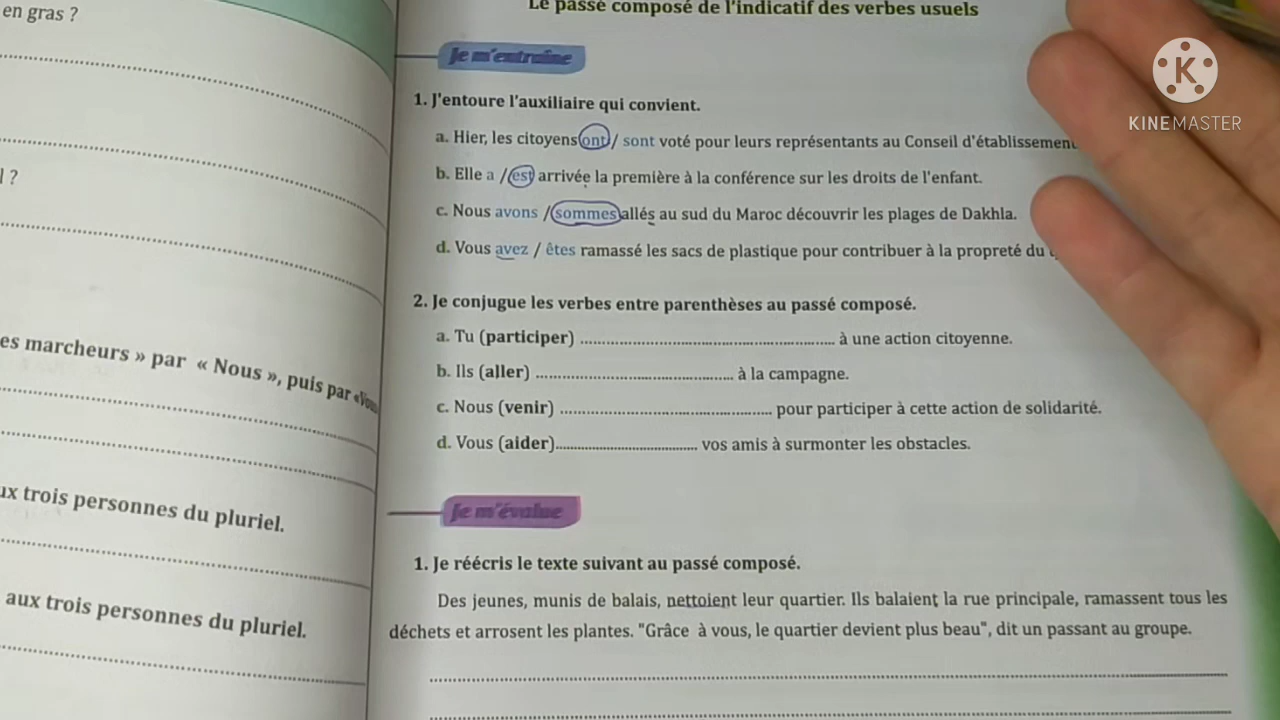 en gras ?
l ?
es marcheurs » par « Nous », puis par «Vous
ux trois personnes du pluriel.
aux trois personnes du pluriel.
Le passé composé de l'indicatif des verbes usuels
Je m'entraîne
1. J'entoure l'auxiliaire qui convient.
a. Hier, les citoyens ont / sont voté pour leurs représentants au Conseil d'établissement
b. Elle a / est arrivée la première à la conférence sur les droits de l'enfant.
c. Nous avons / sommes allés au sud du Maroc découvrir les plages de Dakhla.
d. Vous avez / êtes ramassé les sacs de plastique pour contribuer à la propreté du
2. Je conjugue les verbes entre parenthèses au passé composé.
a. Tu (participer) ........................................ à une action citoyenne.
b. Ils (aller) ........................................ à la campagne.
c. Nous (venir) ........................................ pour participer à cette action de solidarité.
d. Vous (aider)........................................ vos amis à surmonter les obstacles.
Je m'évalue
1. Je réécris le texte suivant au passé composé.
Des jeunes, munis de balais, nettoient leur quartier. Ils balaient la rue principale, ramassent tous les
déchets et arrosent les plantes. "Grâce à vous, le quartier devient plus beau", dit un passant au groupe.
K
KINEMASTER